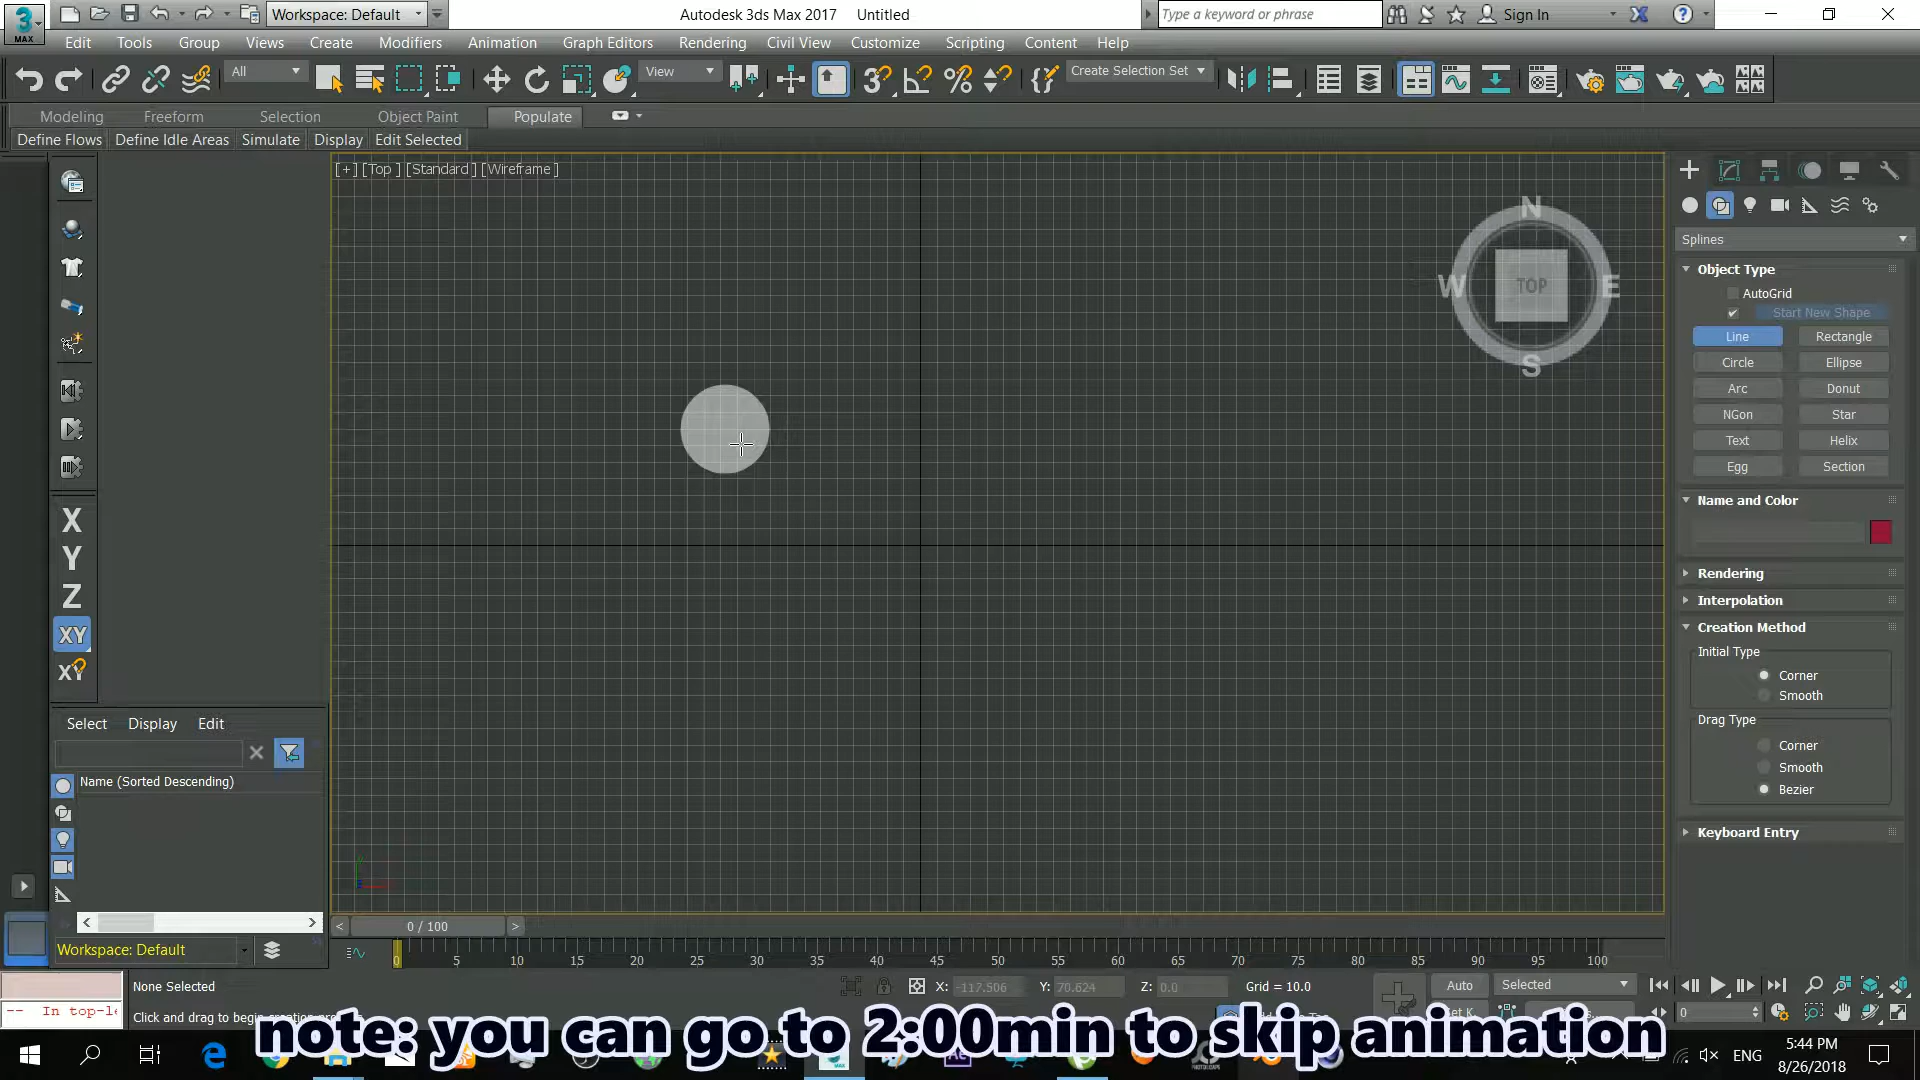 3
MAX
Workspace: Default
Autodesk 3ds Max 2017 Untitled
Type a keyword or phrase
Sign In
Edit Tools Group Views Create Modifiers Animation Graph Editors Rendering Civil View Customize Scripting Content Help
All
View
Create Selection Set
Modeling Freeform Selection Object Paint Populate
Define Flows Define Idle Areas Simulate Display Edit Selected
[+] [Top ] [Standard ] [Wireframe ]
N
W TOP E
S
Splines
Object Type
AutoGrid
Start New Shape
Line Rectangle
Circle Ellipse
Arc Donut
NGon Star
Text Helix
Egg Section
Name and Color
Rendering
Interpolation
Creation Method
Initial Type
Corner
Smooth
Drag Type
Corner
Smooth
Bezier
Keyboard Entry
X
Y
Z
XY
XY
Select Display Edit
Name (Sorted Descending)
Workspace: Default
0 / 100
0 5 10 15 20 25 30 35 40 45 50 55 60 65 70 75 80 85 90 95 100
None Selected
X: -117.506 Y: 70.624 Z: 0.0 Grid = 10.0
Auto Selected
-- In top-le
Click and drag to begin creation pr
0
note: you can go to 2:00min to skip animation
Ae
ENG
5:44 PM
8/26/2018